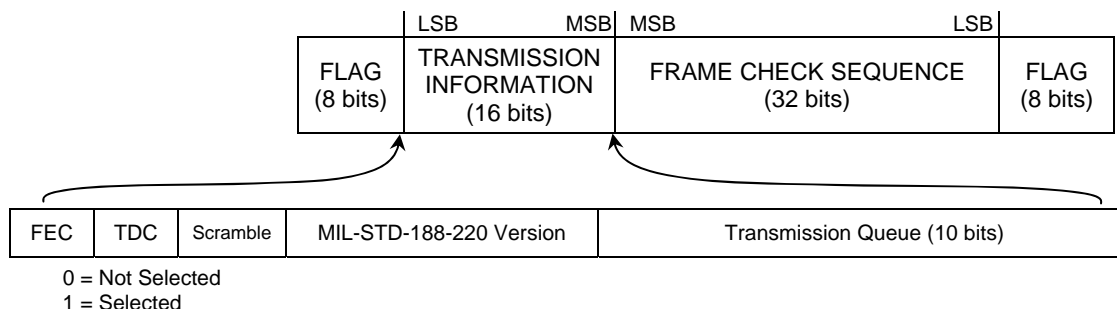 LSB MSB MSB LSB
FLAG
(8 bits)
TRANSMISSION
INFORMATION
(16 bits)
FRAME CHECK SEQUENCE
(32 bits)
FLAG
(8 bits)
FEC TDC Scramble MIL-STD-188-220 Version Transmission Queue (10 bits)
0 = Not Selected
1 = Selected